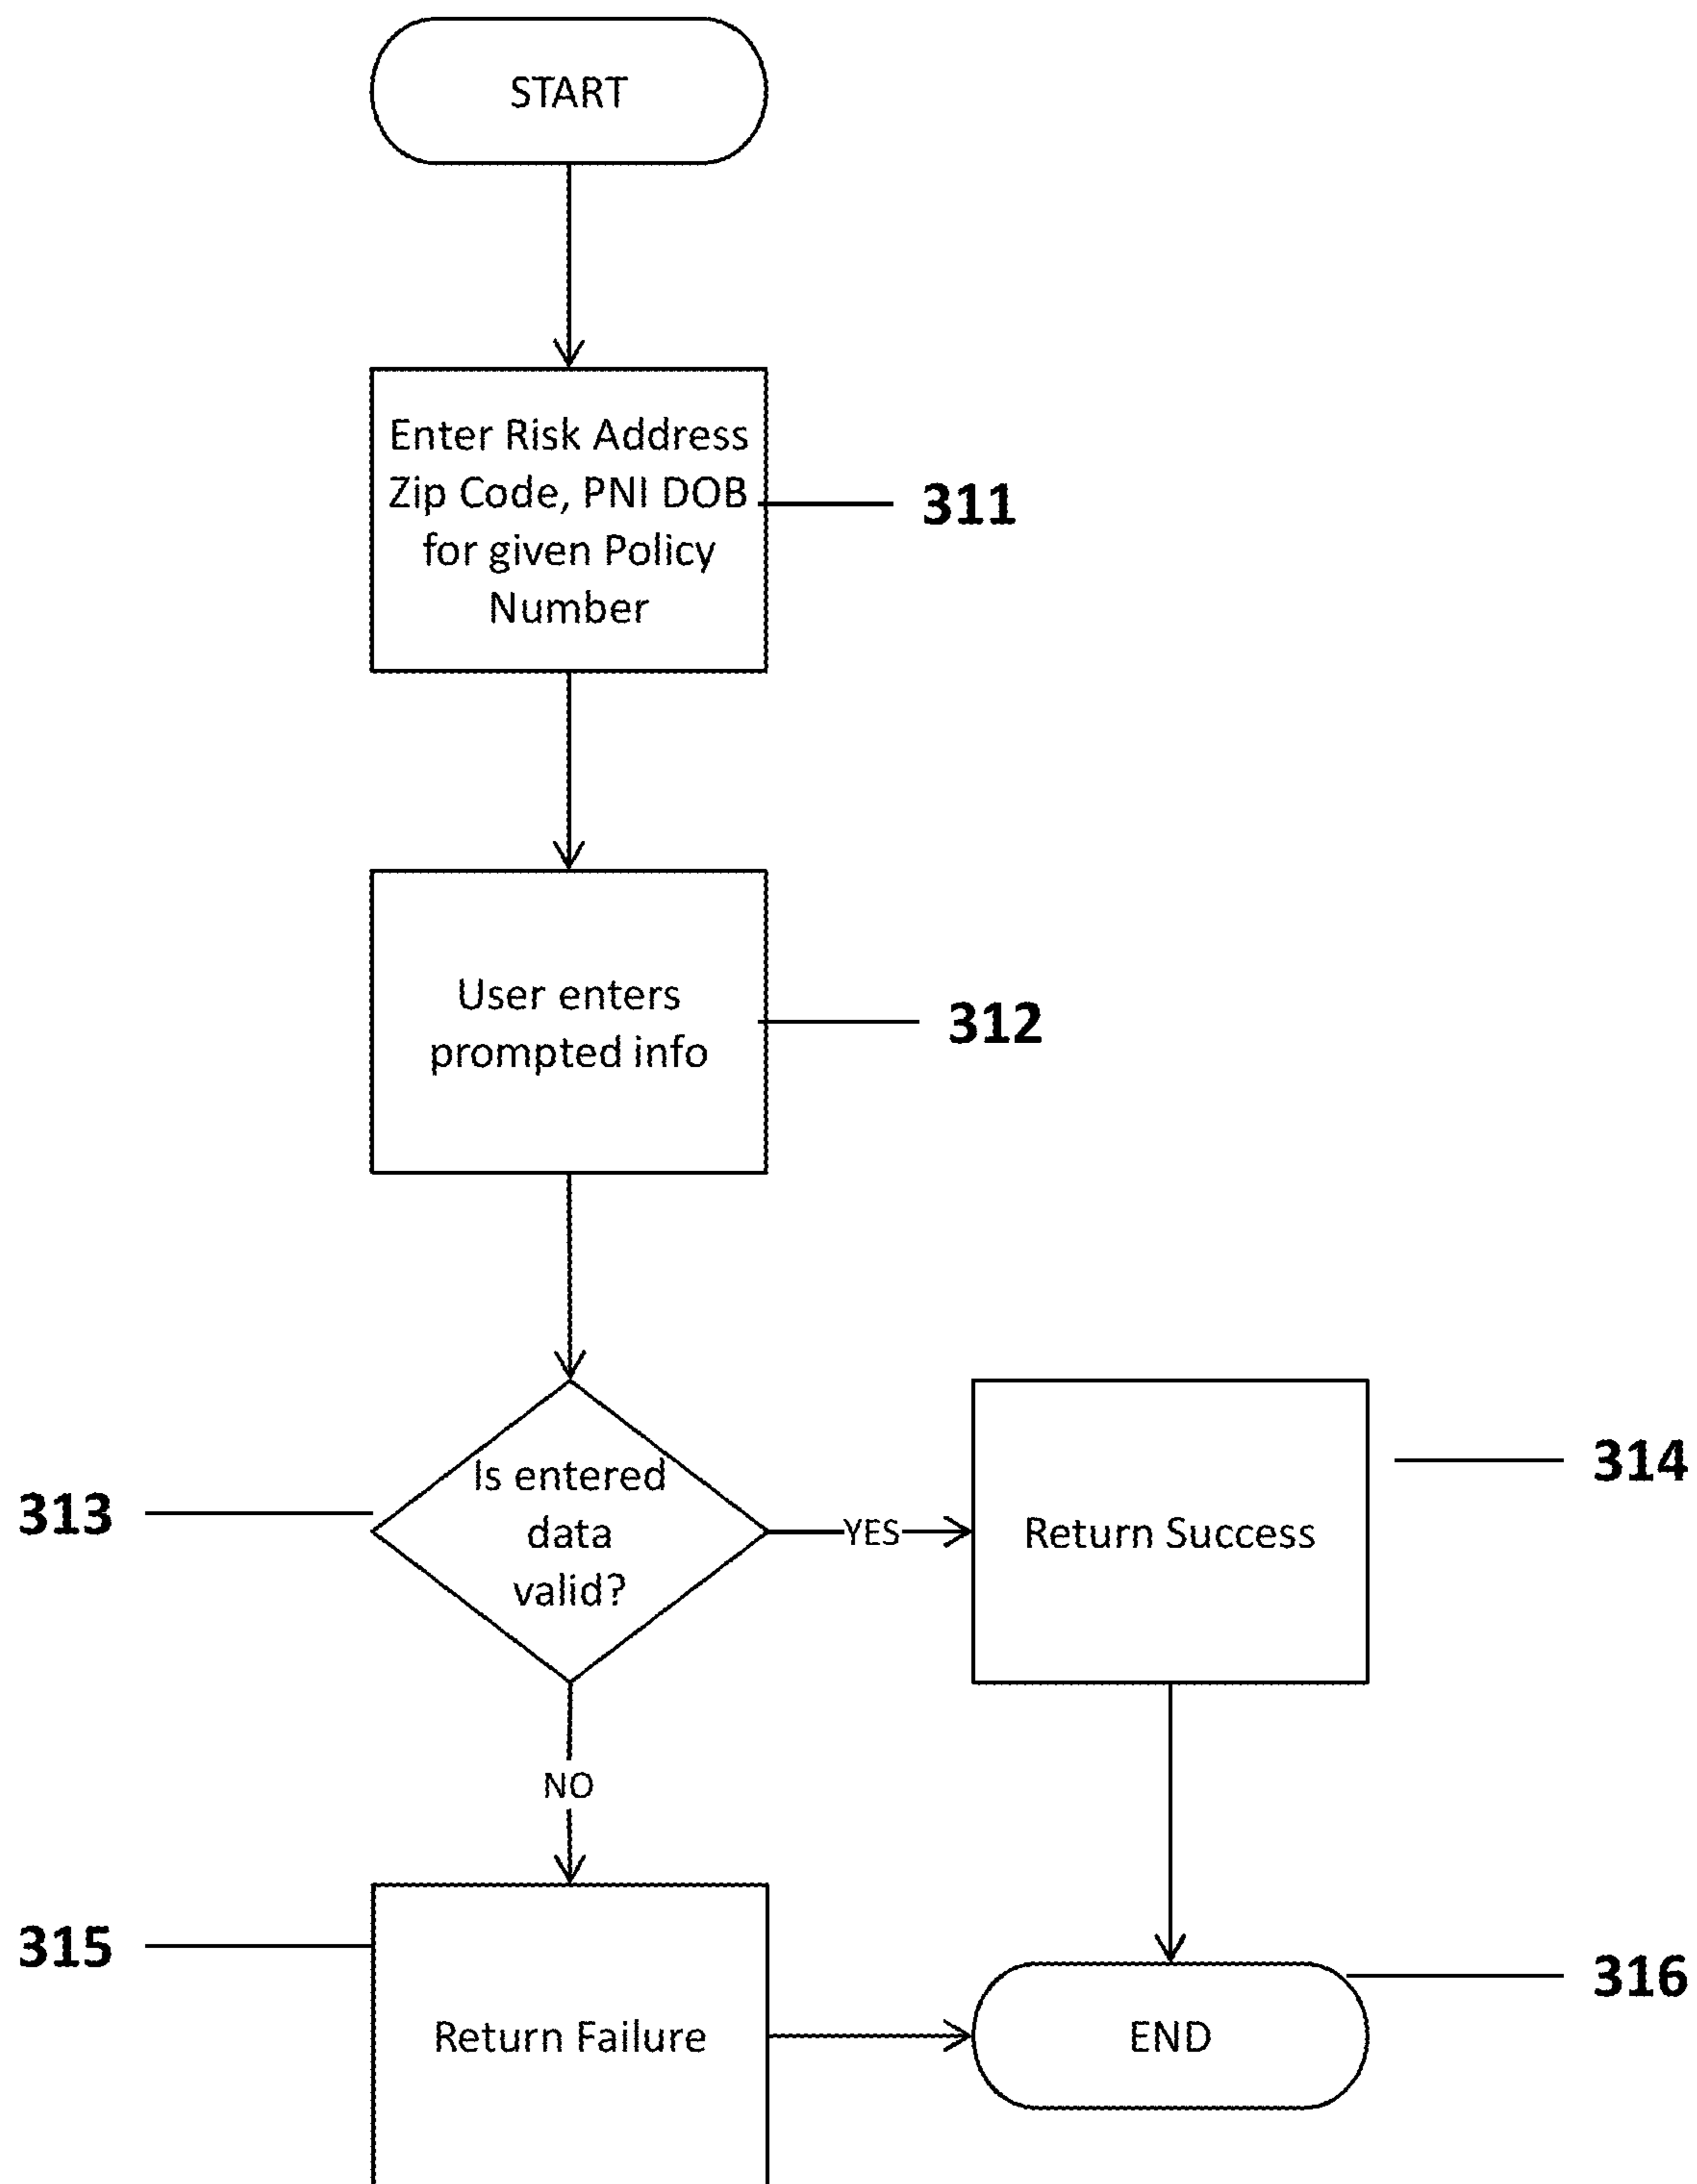 START
Enter Risk Address
Zip Code, PNI DOB
for given Policy
Number
311
User enters
prompted info
312
Is entered
data
valid?
313
YES
Return Success
314
NO
Return Failure
315
END
316